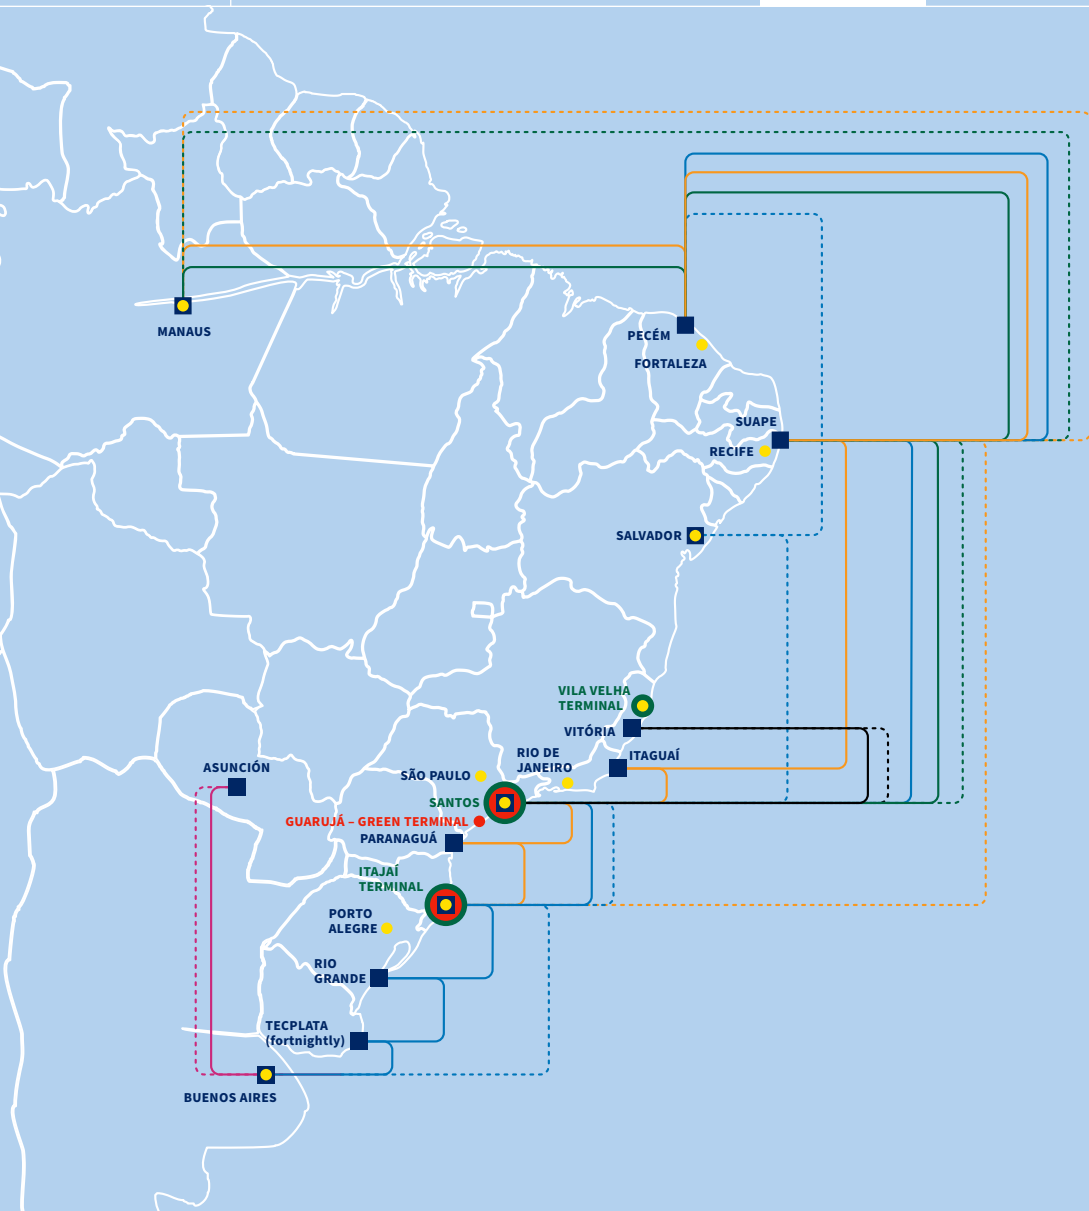 MANAUS
PECÉM
FORTALEZA
SUAPE
RECIFE
SALVADOR
VILA VELHA
TERMINAL
VITÓRIA
RIO DE
JANEIRO
ITAGUAÍ
ASUNCIÓN
SÃO PAULO
SANTOS
GUARUJÁ – GREEN TERMINAL
PARANAGUÁ
ITAJAÍ
TERMINAL
PORTO
ALEGRE
RIO
GRANDE
TECPLATA
(fortnightly)
BUENOS AIRES